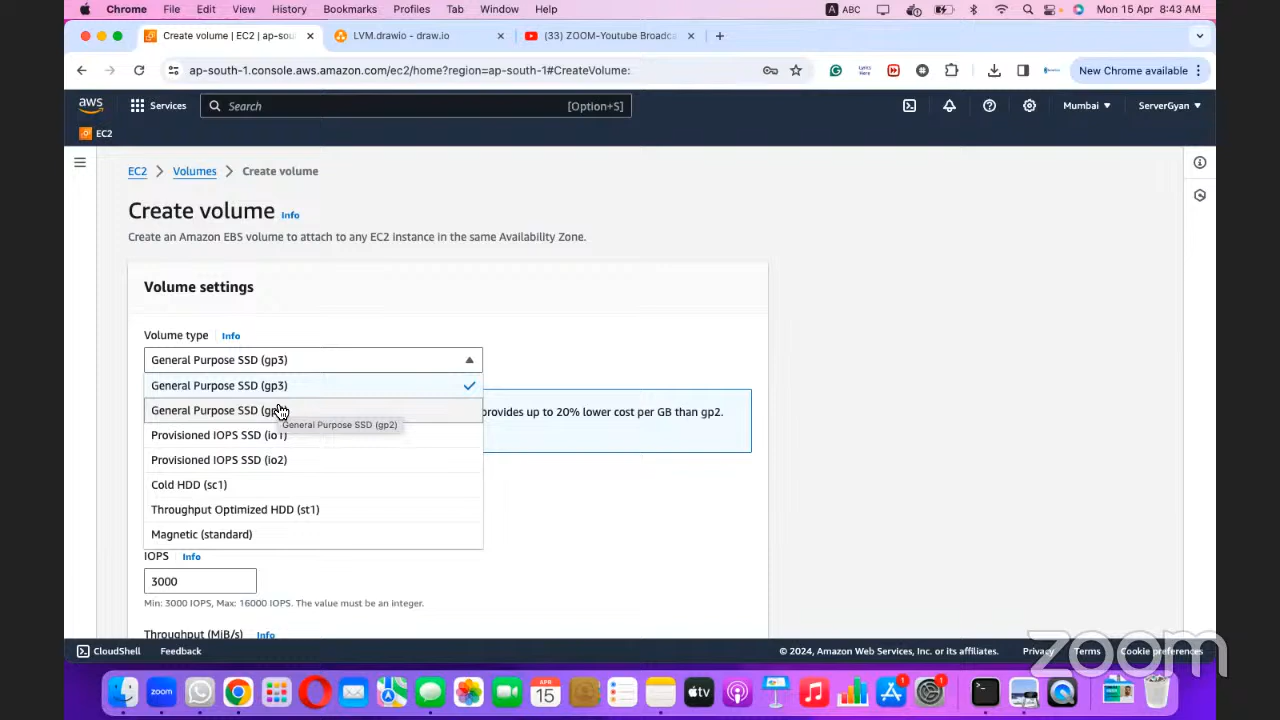 Chrome File Edit View History Bookmarks Profiles Tab Window Help A ABC Mon 15 Apr 8:43 AM
Create volume | EC2 | ap-sou LVM.drawio - draw.io (33) ZOOM-Youtube Broadca
ap-south-1.console.aws.amazon.com/ec2/home?region=ap-south-1#CreateVolume: New Chrome available
aws Services Search [Option+S] Mumbai ServerGyan
EC2
EC2 Volumes Create volume
Create volume Info
Create an Amazon EBS volume to attach to any EC2 instance in the same Availability Zone.
Volume settings
Volume type Info
General Purpose SSD (gp3)
General Purpose SSD (gp3)
General Purpose SSD (gp2)
provides up to 20% lower cost per GB than gp2.
General Purpose SSD (gp2)
Provisioned IOPS SSD (io1)
Provisioned IOPS SSD (io2)
Cold HDD (sc1)
Throughput Optimized HDD (st1)
Magnetic (standard)
IOPS Info
3000
Min: 3000 IOPS, Max: 16000 IOPS. The value must be an integer.
Throughput (MiB/s) Info
CloudShell Feedback © 2024, Amazon Web Services, Inc. or its affiliates. Privacy Terms Cookie preferences
zoom
zoom APR 15 tv 1 1